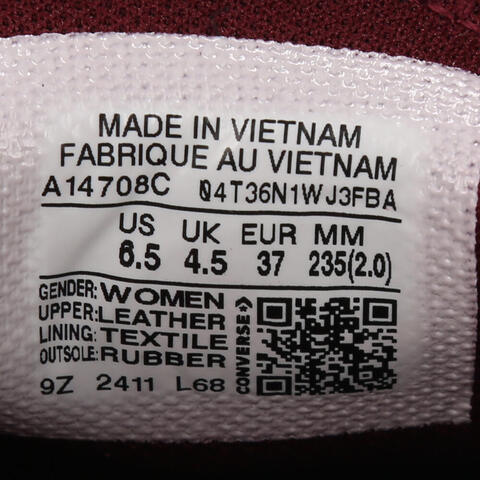 MADE IN VIETNAM
FABRIQUE AU VIETNAM
A14708C 04T36N1WJ3FBA
US UK EUR MM
6.5 4.5 37 235(2.0)
GENDER: WOMEN
UPPER: LEATHER
LINING: TEXTILE
OUTSOLE: RUBBER
CONVERSE
9Z 2411 L68